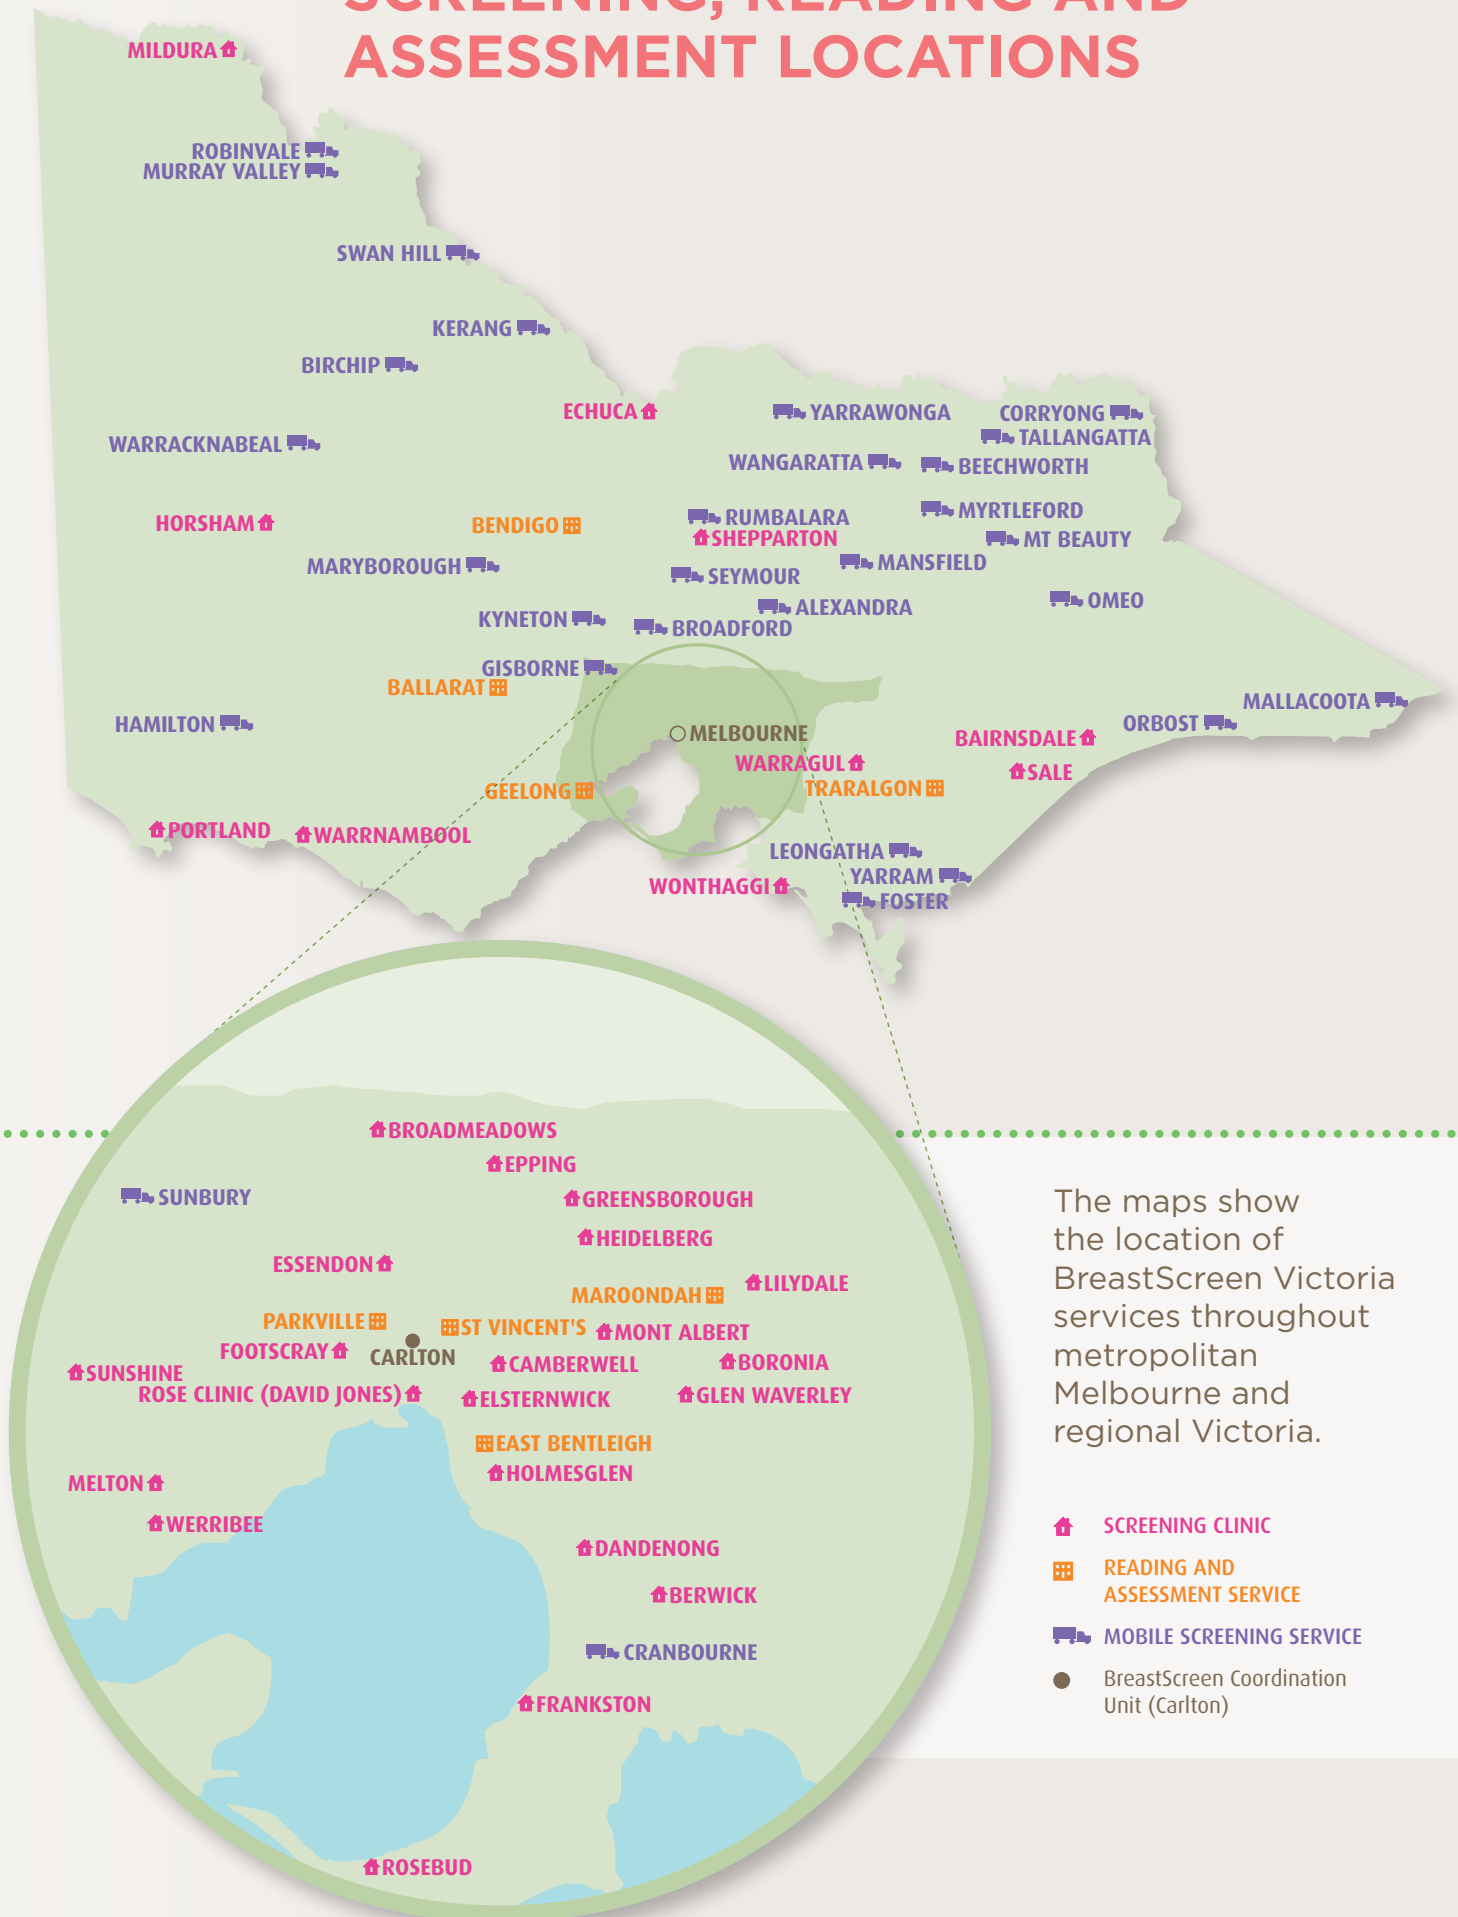 SCREENING, READING AND
ASSESSMENT LOCATIONS
MILDURA
ROBINVALE
MURRAY VALLEY
SWAN HILL
KERANG
BIRCHIP
ECHUCA
YARRAWONGA
CORRYONG
TALLANGATTA
WARRACKNABEAL
WANGARATTA
BEECHWORTH
HORSHAM
BENDIGO
RUMBALARA
MYRTLEFORD
SHEPPARTON
MT BEAUTY
MARYBOROUGH
MANSFIELD
SEYMOUR
ALEXANDRA
OMEO
KYNETON
BROADFORD
GISBORNE
BALLARAT
MALLACOOTA
HAMILTON
ORBOST
MELBOURNE
BAIRNSDALE
WARRAGUL
SALE
GEELONG
TRARALGON
PORTLAND
WARRNAMBOOL
LEONGATHA
YARRAM
WONTHAGGI
FOSTER
BROADMEADOWS
EPPING
SUNBURY
GREENSBOROUGH
HEIDELBERG
ESSENDON
LILYDALE
MAROONDAH
PARKVILLE
ST VINCENT'S
MONT ALBERT
FOOTSCRAY
CARLTON
CAMBERWELL
BORONIA
SUNSHINE
ROSE CLINIC (DAVID JONES)
ELSTERNWICK
GLEN WAVERLEY
EAST BENTLEIGH
HOLMESGLEN
MELTON
WERRIBEE
DANDENONG
BERWICK
CRANBOURNE
FRANKSTON
ROSEBUD
The maps show
the location of
BreastScreen Victoria
services throughout
metropolitan
Melbourne and
regional Victoria.
SCREENING CLINIC
READING AND
ASSESSMENT SERVICE
MOBILE SCREENING SERVICE
BreastScreen Coordination
Unit (Carlton)